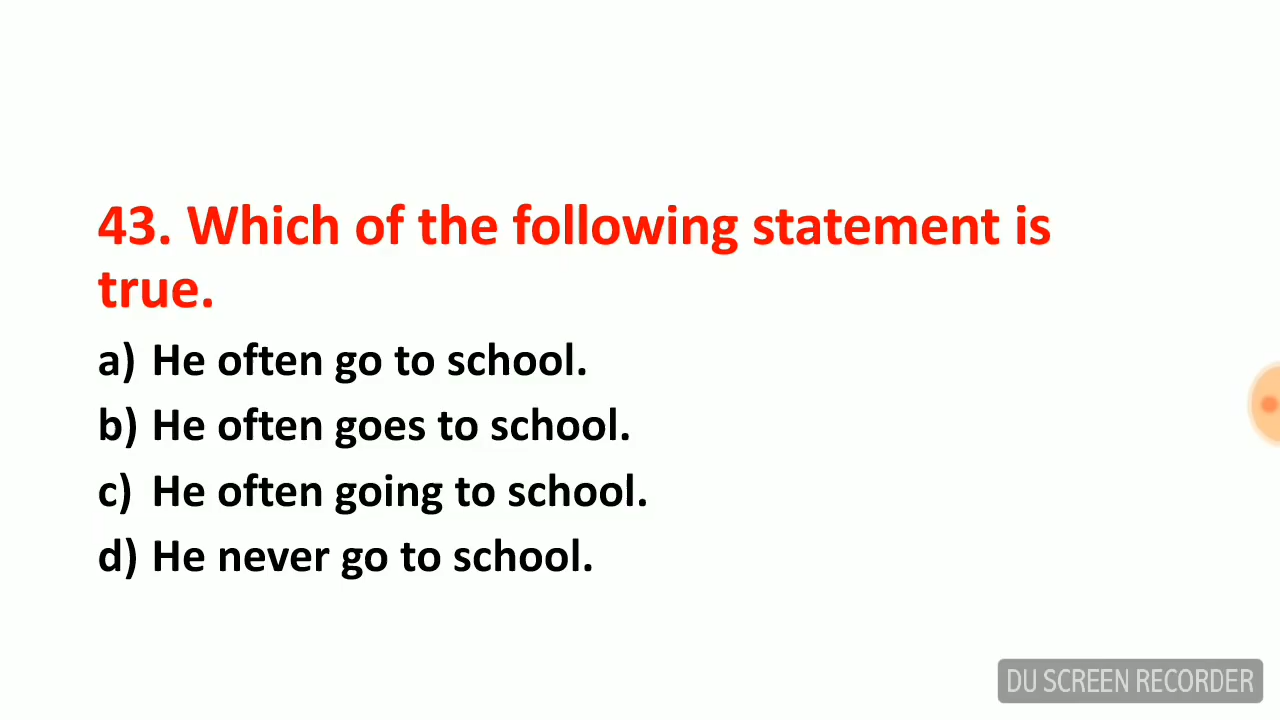 43. Which of the following statement is
true.
a) He often go to school.
b) He often goes to school.
c) He often going to school.
d) He never go to school.
DU SCREEN RECORDER